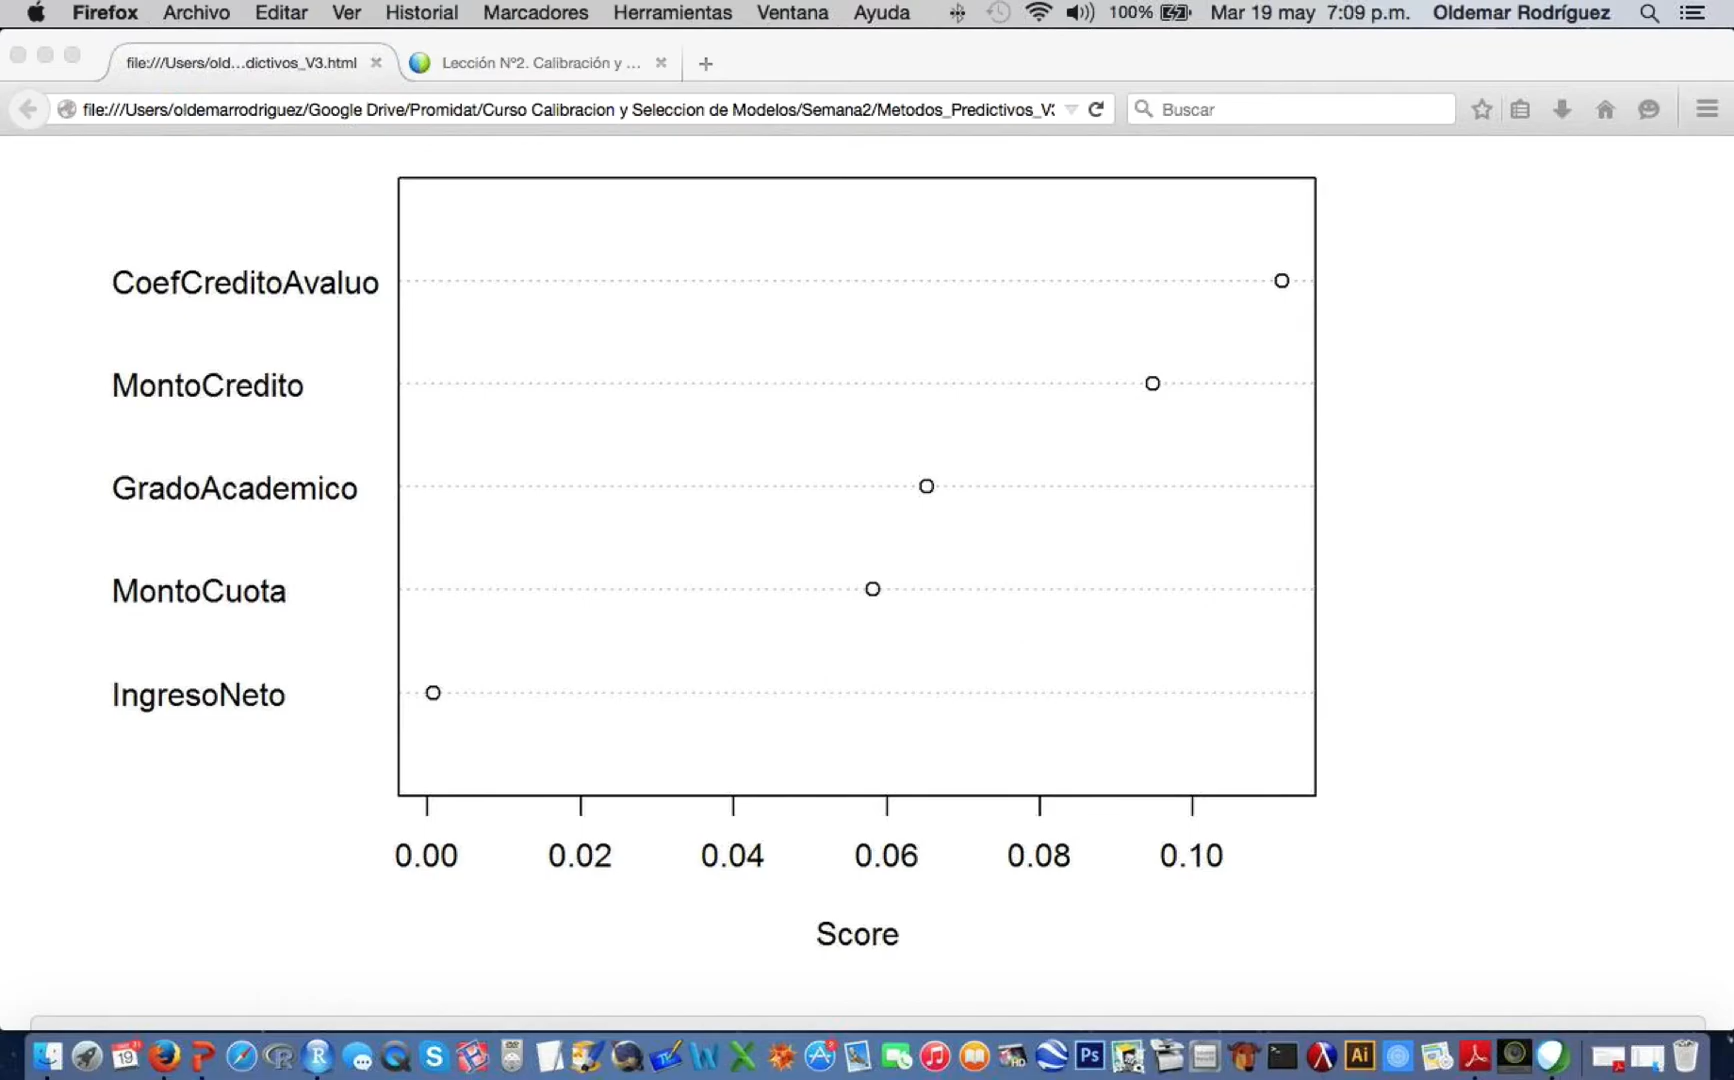 Firefox Archivo Editar Ver Historial Marcadores Herramientas Ventana Ayuda 100% Mar 19 may 7:09 p.m. Oldemar Rodríguez
file:///Users/old...dictivos_V3.html Lección Nº2. Calibración y ...
file:///Users/oldemarrodriguez/Google Drive/Promidat/Curso Calibracion y Seleccion de Modelos/Semana2/Metodos_Predictivos_V Buscar
CoefCreditoAvaluo
MontoCredito
GradoAcademico
MontoCuota
IngresoNeto
0.00 0.02 0.04 0.06 0.08 0.10
Score
19 Ps Ai